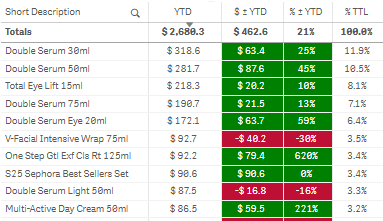 Short Description YTD $ ± YTD % ± YTD % TTL
Totals $ 2,680.3 $ 462.6 21% 100.0%
Double Serum 30ml $ 318.6 $ 63.4 25% 11.9%
Double Serum 50ml $ 281.7 $ 87.6 45% 10.5%
Total Eye Lift 15ml $ 218.3 $ 20.2 10% 8.1%
Double Serum 75ml $ 190.7 $ 21.5 13% 7.1%
Double Serum Eye 20ml $ 172.1 $ 63.7 59% 6.4%
V-Facial Intensive Wrap 75ml $ 92.7 -$ 40.2 -30% 3.5%
One Step Gtl Exf Cls Rt 125ml $ 92.2 $ 79.4 620% 3.4%
S25 Sephora Best Sellers Set $ 90.6 $ 90.6 0% 3.4%
Double Serum Light 50ml $ 87.5 -$ 16.8 -16% 3.3%
Multi-Active Day Cream 50ml $ 86.5 $ 59.5 221% 3.2%